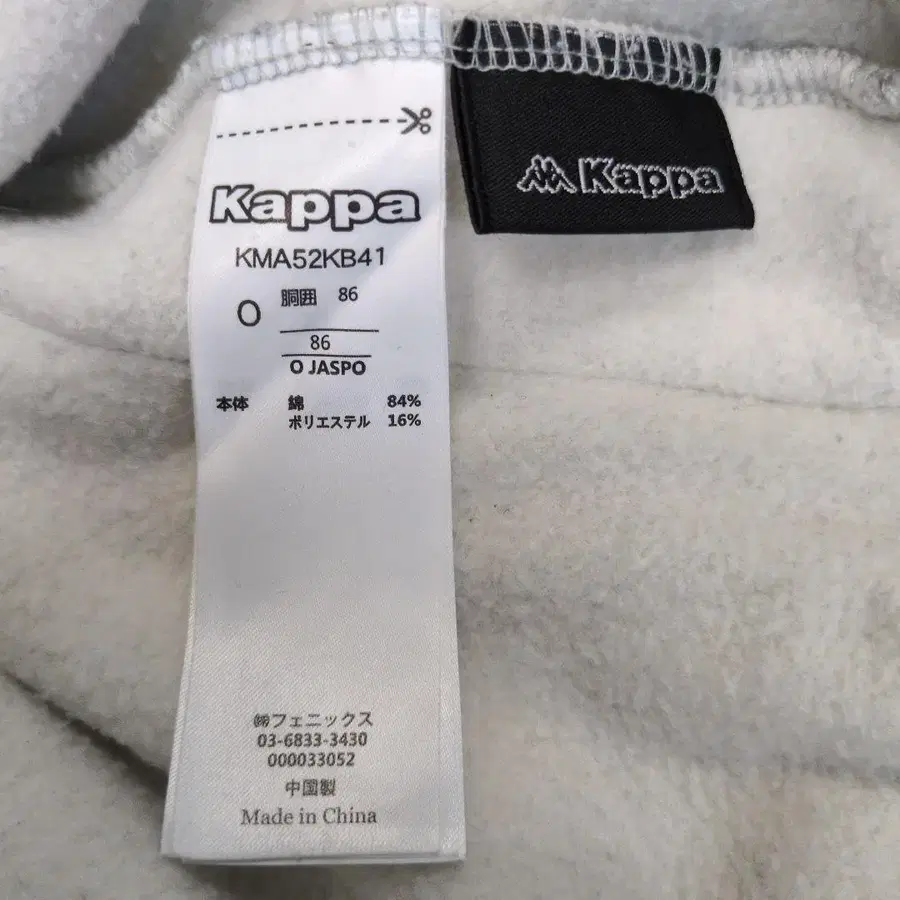 Kappa
KMA52KB41
O
胴囲 86
86
O JASPO
本体 綿 84%
ポリエステル 16%
㈱フェニックス
03-6833-3430
000033052
中国製
Made in China
Kappa